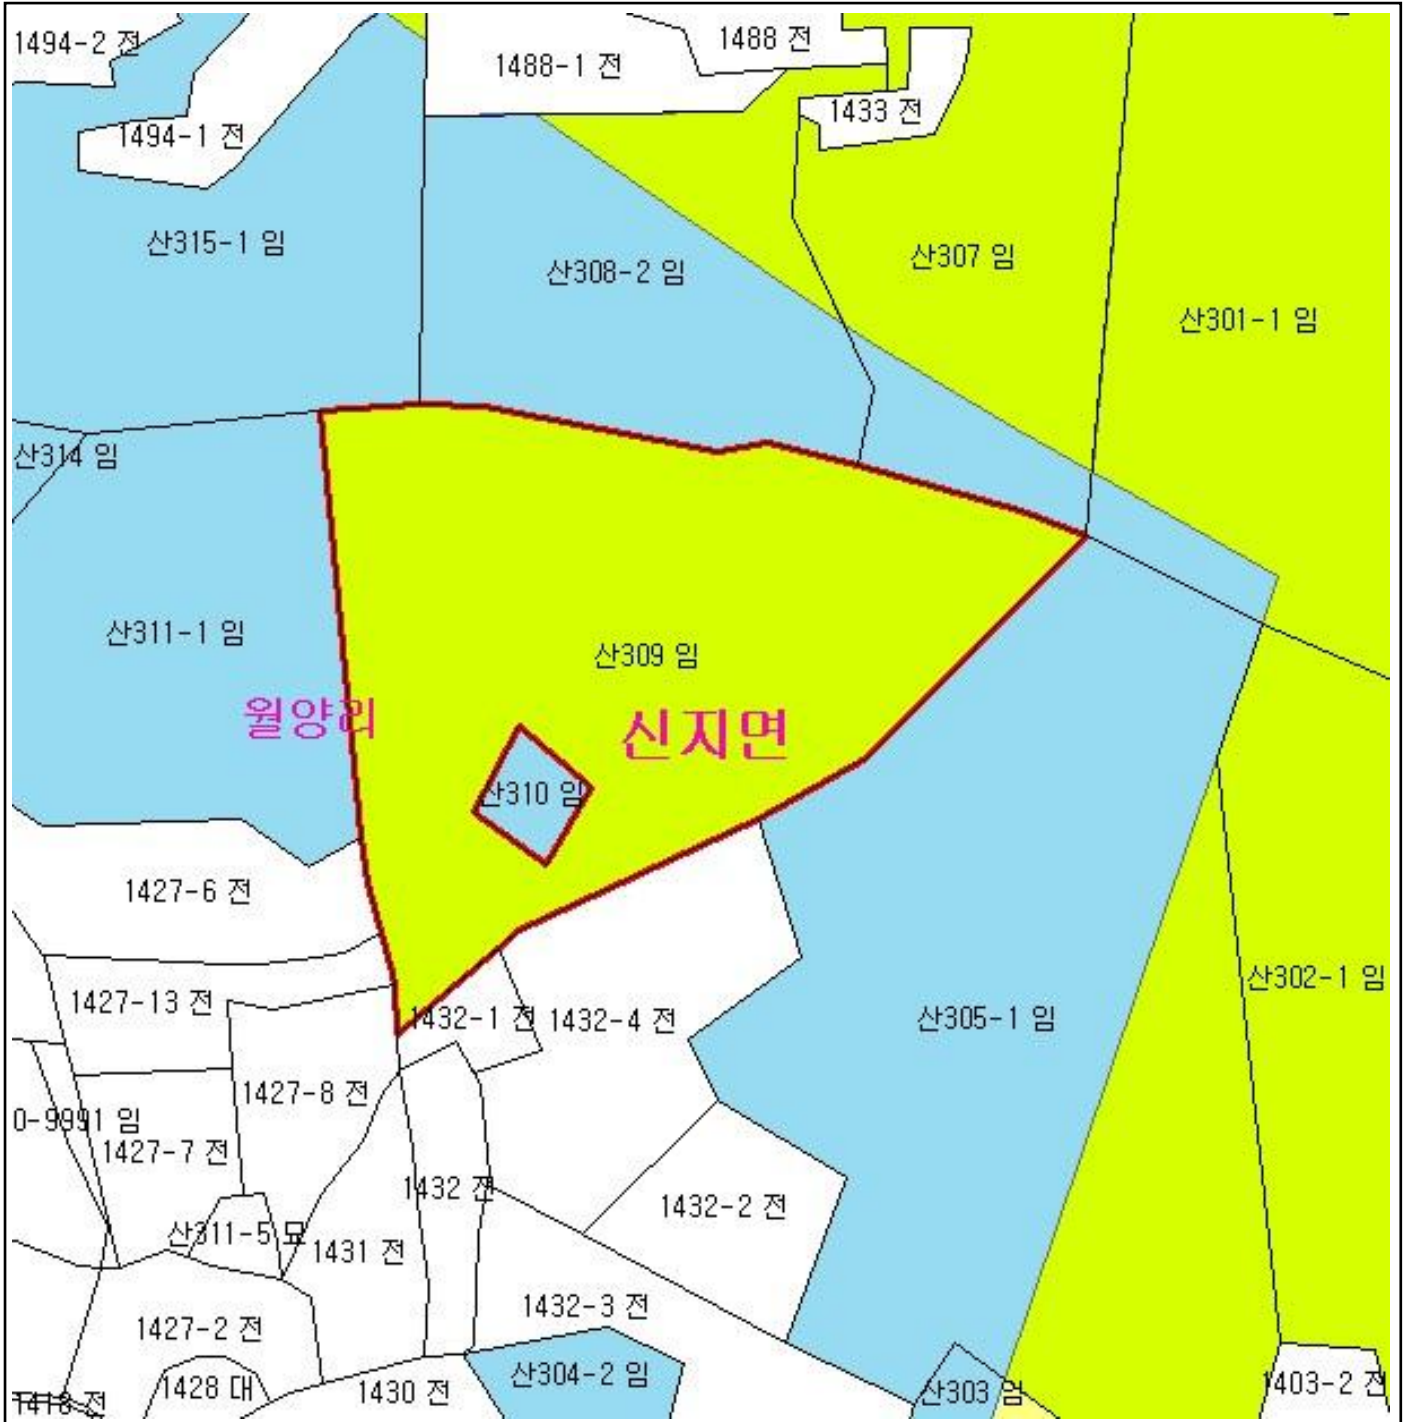 1494-2 전
1488-1 전
1488 전
1433 전
1494-1 전
산315-1 임
산308-2 임
산307 임
산301-1 임
산314 임
산311-1 임
산309 임
월양리
신지면
산310 임
1427-6 전
1427-13 전
1432-1 전
1432-4 전
산305-1 임
산302-1 임
1427-8 전
0-9991 임
1427-7 전
1432 전
1432-2 전
산311-5 묘
1431 전
1432-3 전
1427-2 전
1428 대
1430 전
산304-2 임
산303 임
1403-2 전
1418 전